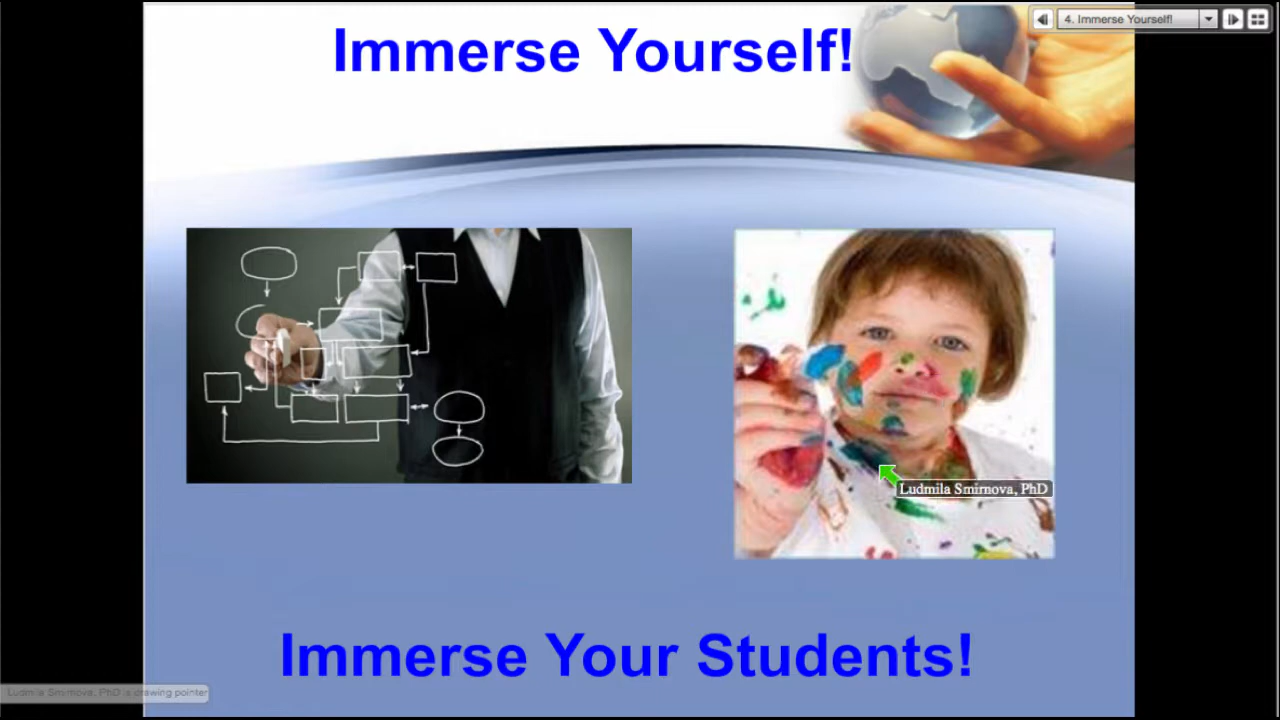 Immerse Yourself!
4. Immerse Yourself!
Ludmila Smirnova, PhD
Immerse Your Students!
Ludmila Smirnova, PhD is drawing pointer